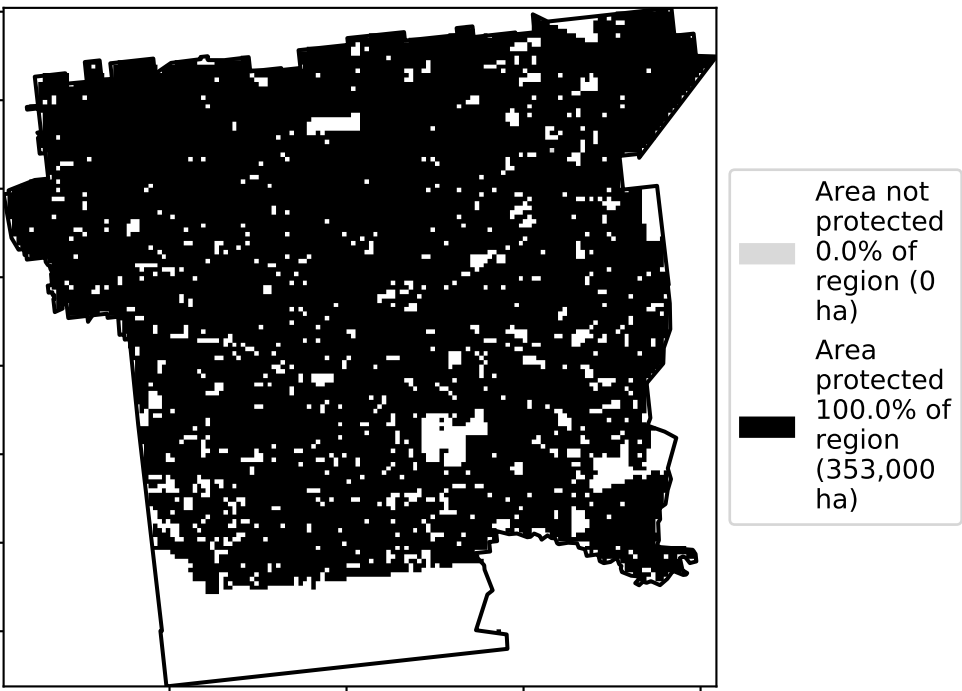 Area not
protected
0.0% of
region (0
ha)
Area
protected
100.0% of
region
(353,000
ha)